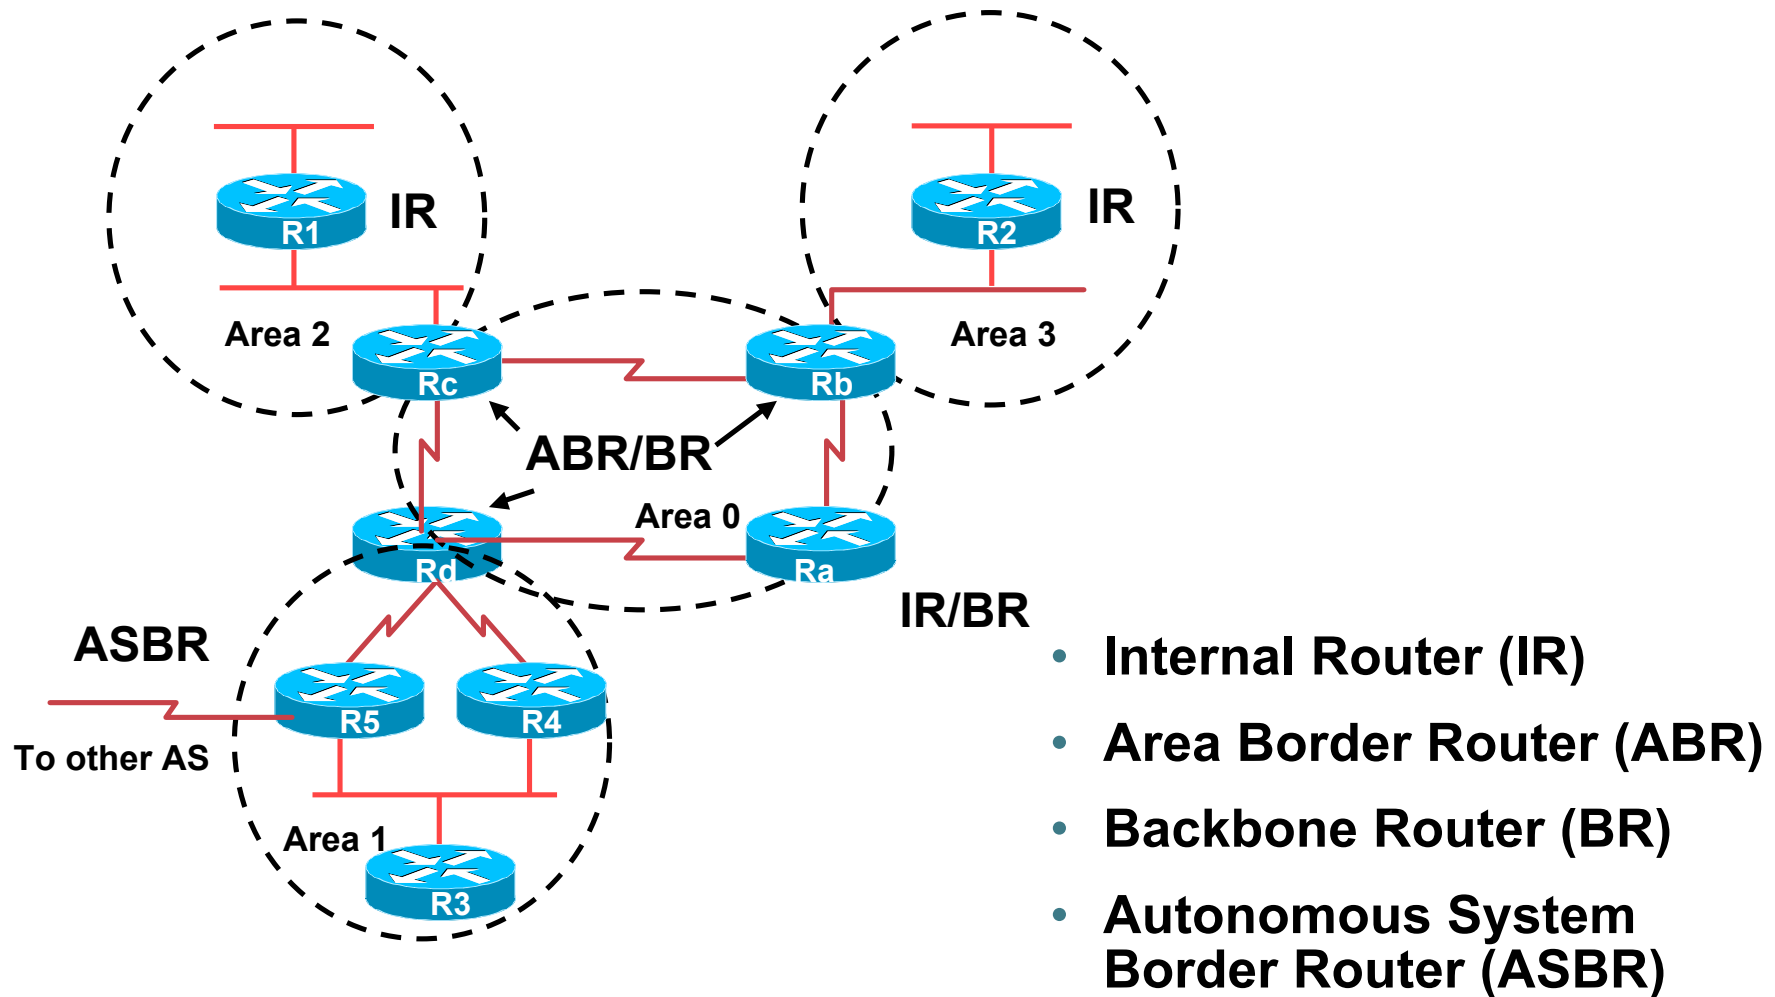 R1
IR
R2
IR
Area 2
Area 3
Rc
Rb
ABR/BR
Area 0
Rd
Ra
IR/BR
ASBR
R5
R4
To other AS
Area 1
R3
• Internal Router (IR)
• Area Border Router (ABR)
• Backbone Router (BR)
• Autonomous System
Border Router (ASBR)